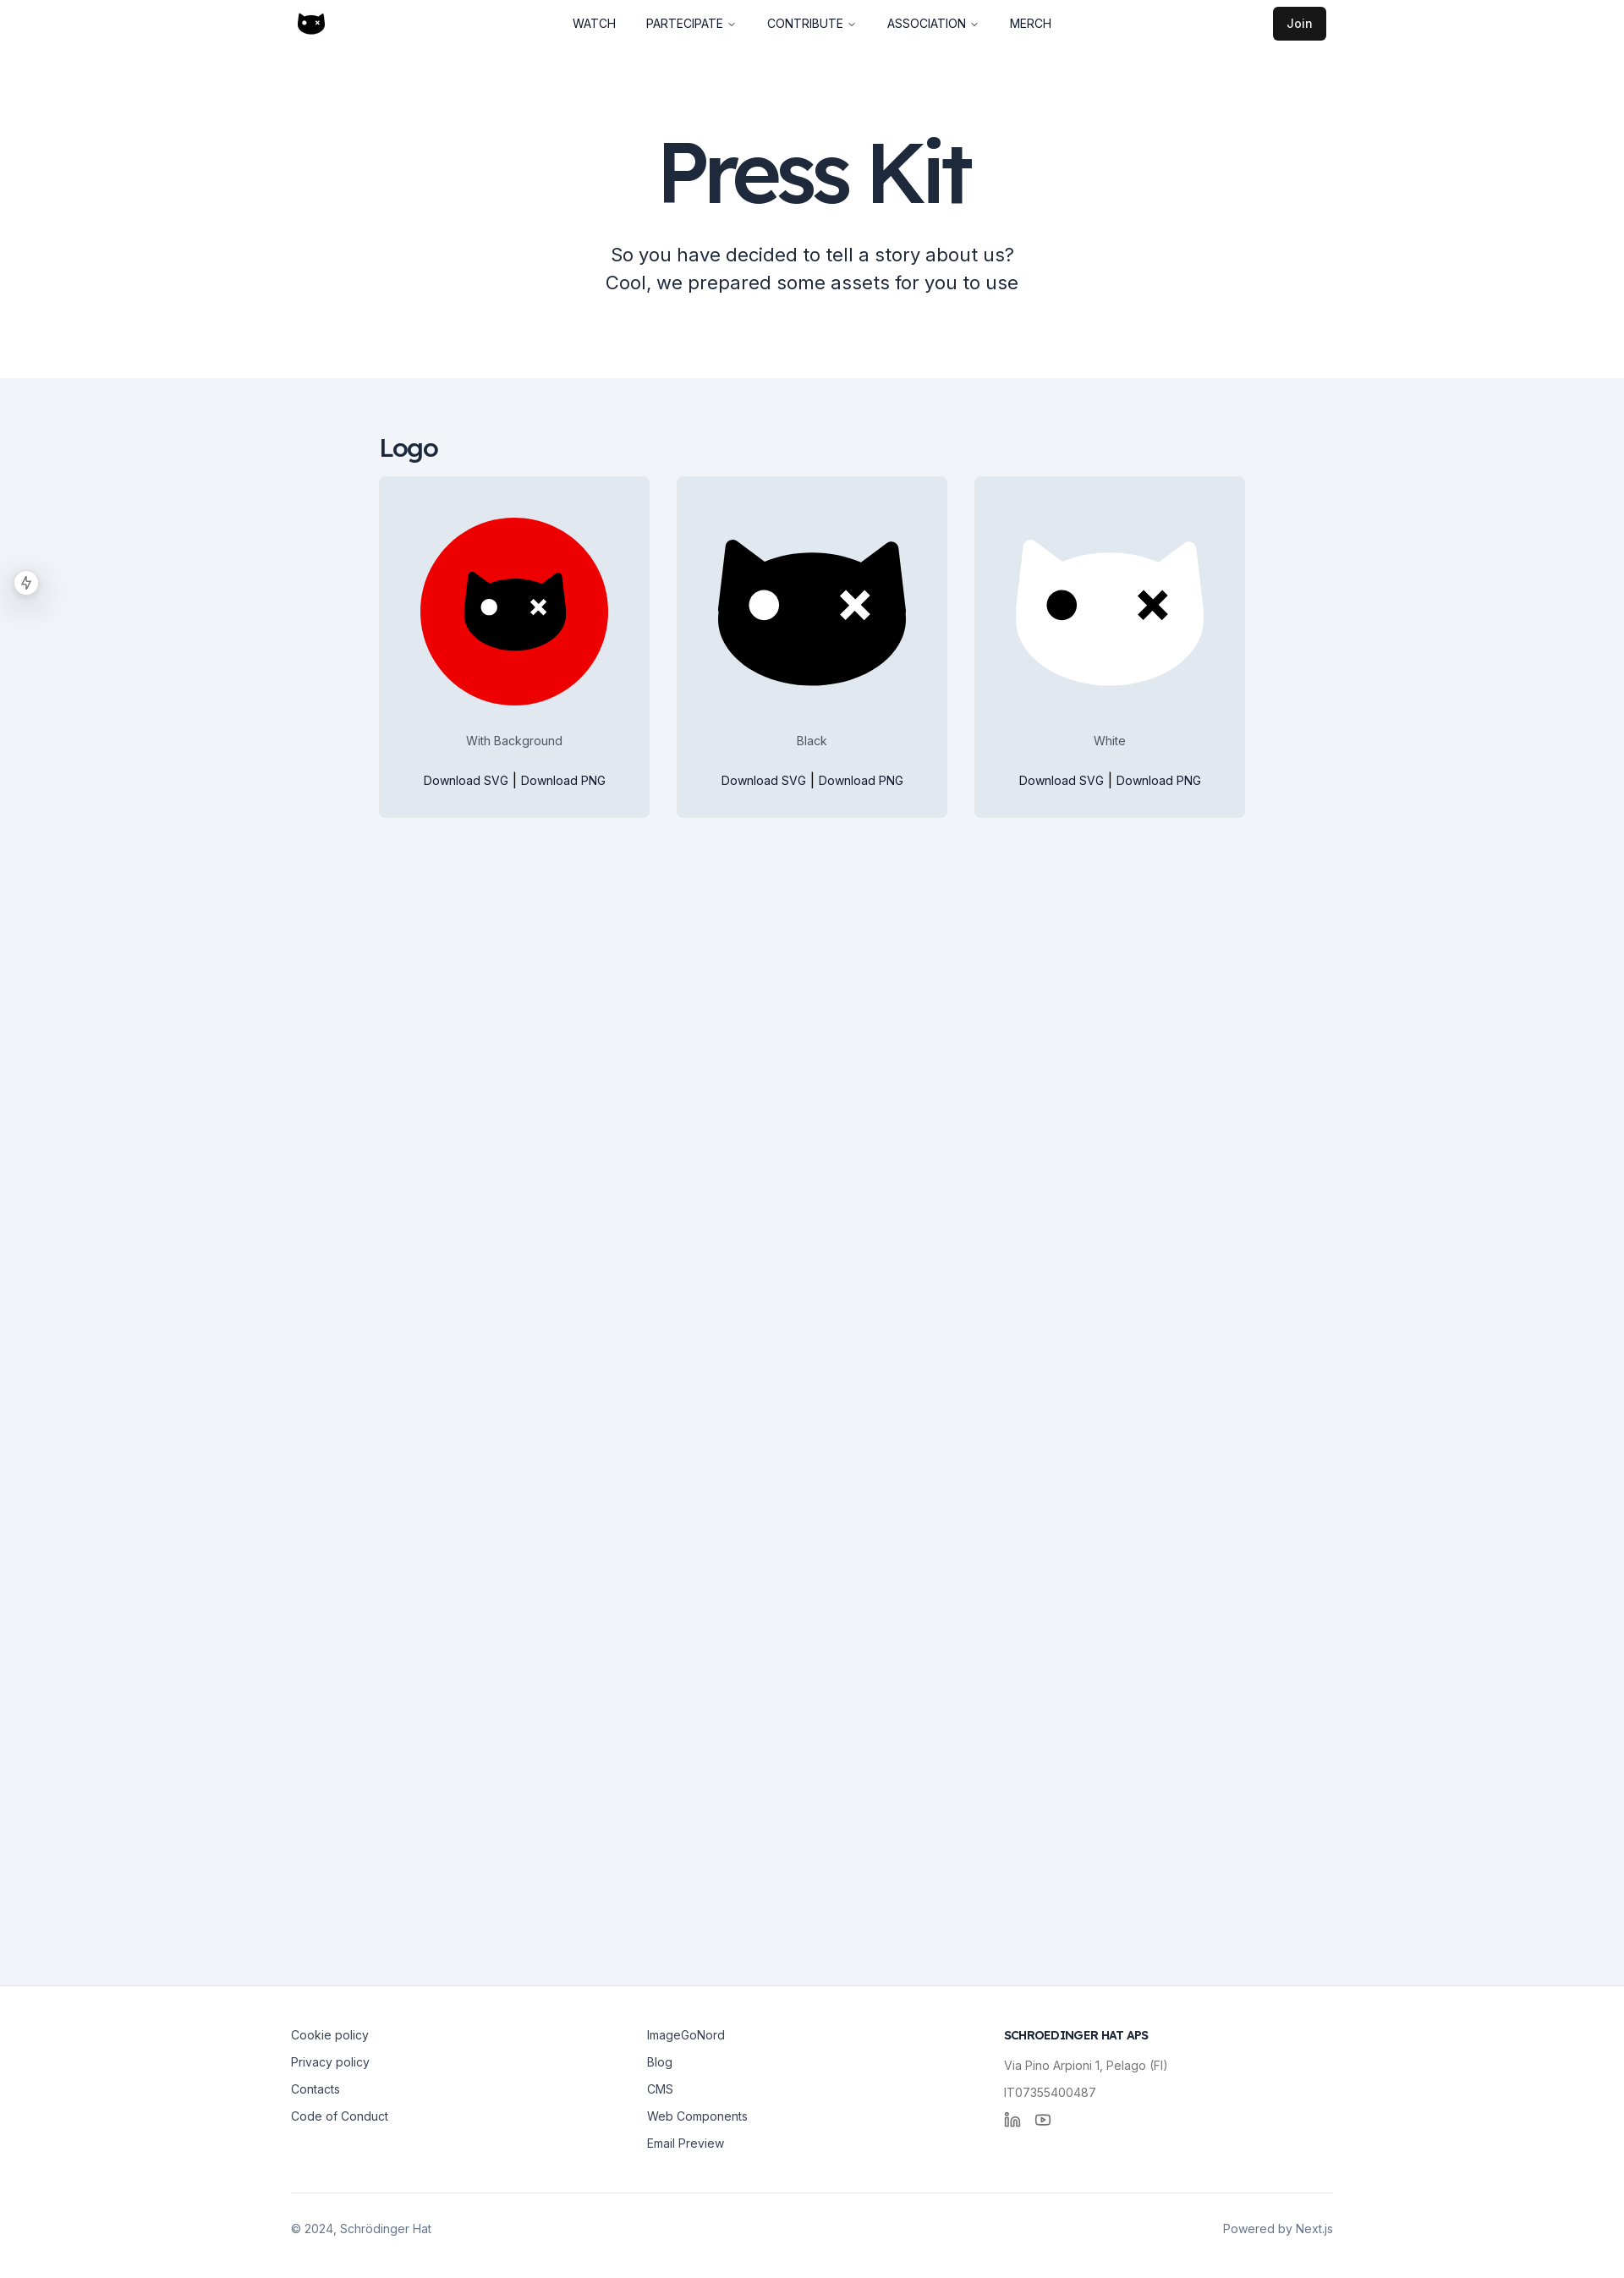 WATCH PARTECIPATE CONTRIBUTE ASSOCIATION MERCH Join
Press Kit
So you have decided to tell a story about us?
Cool, we prepared some assets for you to use
Logo
With Background
Download SVG | Download PNG
Black
Download SVG | Download PNG
White
Download SVG | Download PNG
Cookie policy
Privacy policy
Contacts
Code of Conduct
ImageGoNord
Blog
CMS
Web Components
Email Preview
SCHROEDINGER HAT APS
Via Pino Arpioni 1, Pelago (FI)
IT07355400487
© 2024, Schrödinger Hat
Powered by Next.js